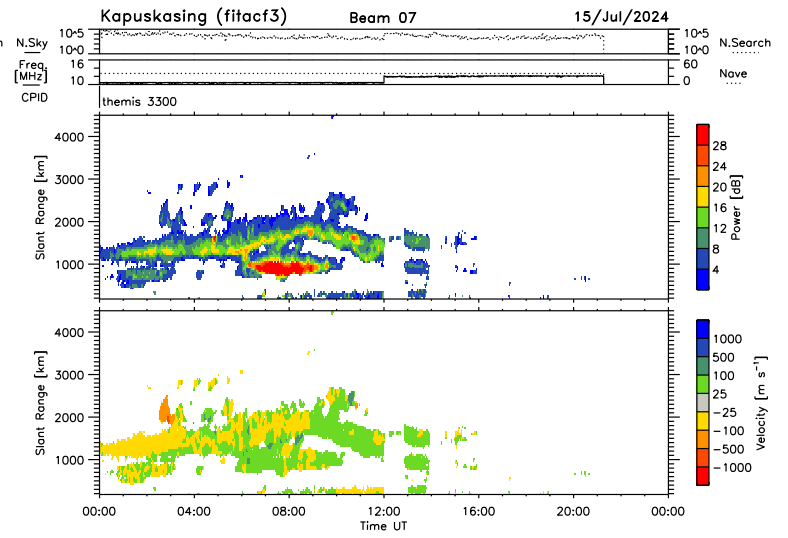 Kapuskasing (fitacf3) Beam 07 15/Jul/2024
n N.Sky 10^5 10^0 10^5 10^0 N.Search
Freq. [MHz] 16 10 60 0 Nave
CPID themis 3300
Slant Range [km] 4000 3000 2000 1000
Power [dB] 28 24 20 16 12 8 4
Slant Range [km] 4000 3000 2000 1000
Velocity [m s⁻¹] 1000 500 100 25 −25 −100 −500 −1000
00:00 04:00 08:00 12:00 16:00 20:00 00:00
Time UT